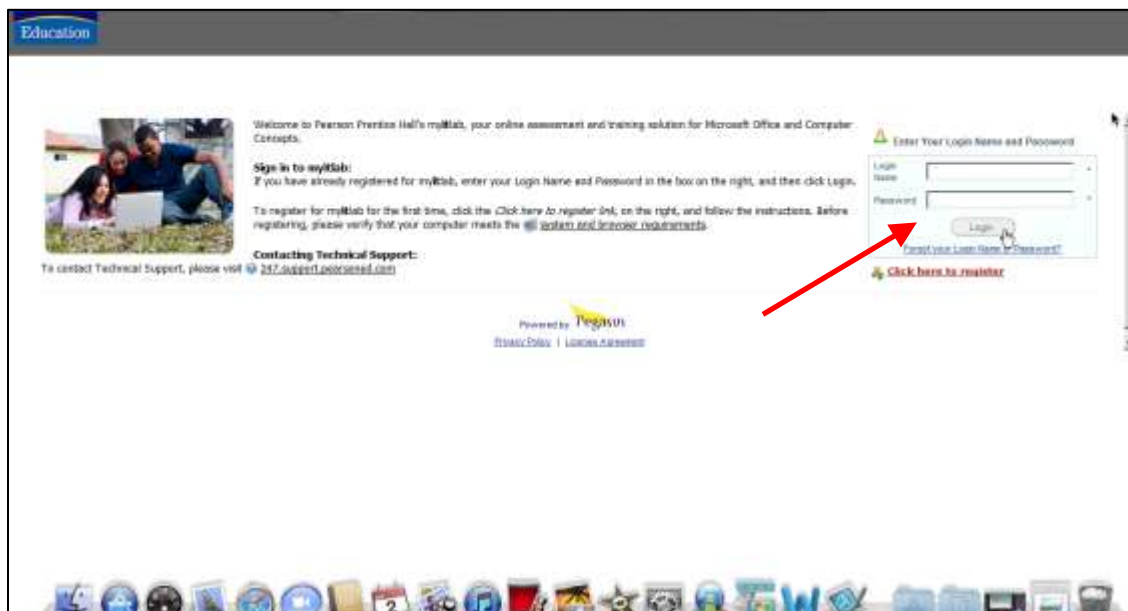 Education
Welcome to Pearson Prentice Hall's myitlab, your online assessment and training solution for Microsoft Office and Computer
Concepts.
Sign in to myitlab:
If you have already registered for myitlab, enter your Login Name and Password in the box on the right, and then click Login.
To register for myitlab for the first time, click the Click here to register link, on the right, and follow the instructions. Before
registering, please verify that your computer meets the system and browser requirements.
Contacting Technical Support:
To contact Technical Support, please visit 247.support.pearsoned.com
Enter Your Login Name and Password
Login
Name
Password
Login
Forgot your Login Name or Password?
Click here to register
Powered by Pegasus
Privacy Policy | License Agreement
2